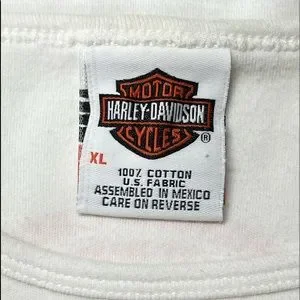 MOTOR
HARLEY-DAVIDSON
CYCLES
®
XL
100% COTTON
U.S. FABRIC
ASSEMBLED IN MEXICO
CARE ON REVERSE